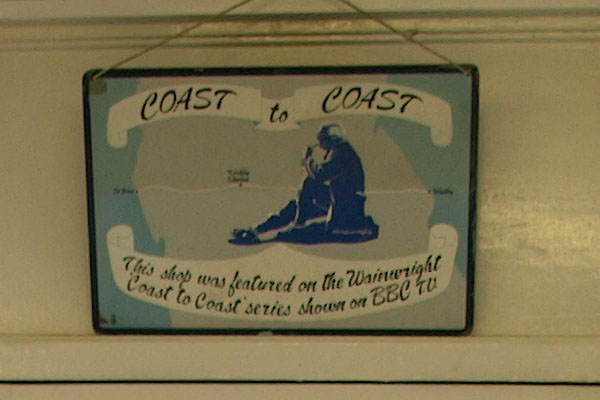 COAST to COAST
This shop was featured on the Wainwright
Coast to Coast' series shown on BBC TV.